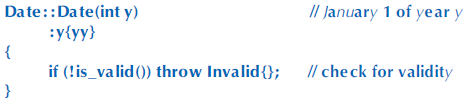 Date::Date(int y) // January 1 of year y
:y{yy}
{
if (!is_valid()) throw Invalid{}; // check for validity
}